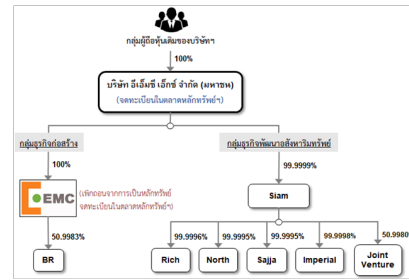 กลุ่มผู้ถือหุ้นเดิมของบริษัทฯ
100%
บริษัท อีเอ็มซี เอ็กซ์ จำกัด (มหาชน)
(จดทะเบียนในตลาดหลักทรัพย์ฯ)
กลุ่มธุรกิจก่อสร้าง
กลุ่มธุรกิจพัฒนาอสังหาริมทรัพย์
100%
99.9999%
EMC
(เพิกถอนจากการเป็นหลักทรัพย์
จดทะเบียนในตลาดหลักทรัพย์ฯ)
Siam
50.9983%
99.9996%
99.9995%
99.9995%
99.9998%
50.9980
BR
Rich
North
Sajja
Imperial
Joint
Venture